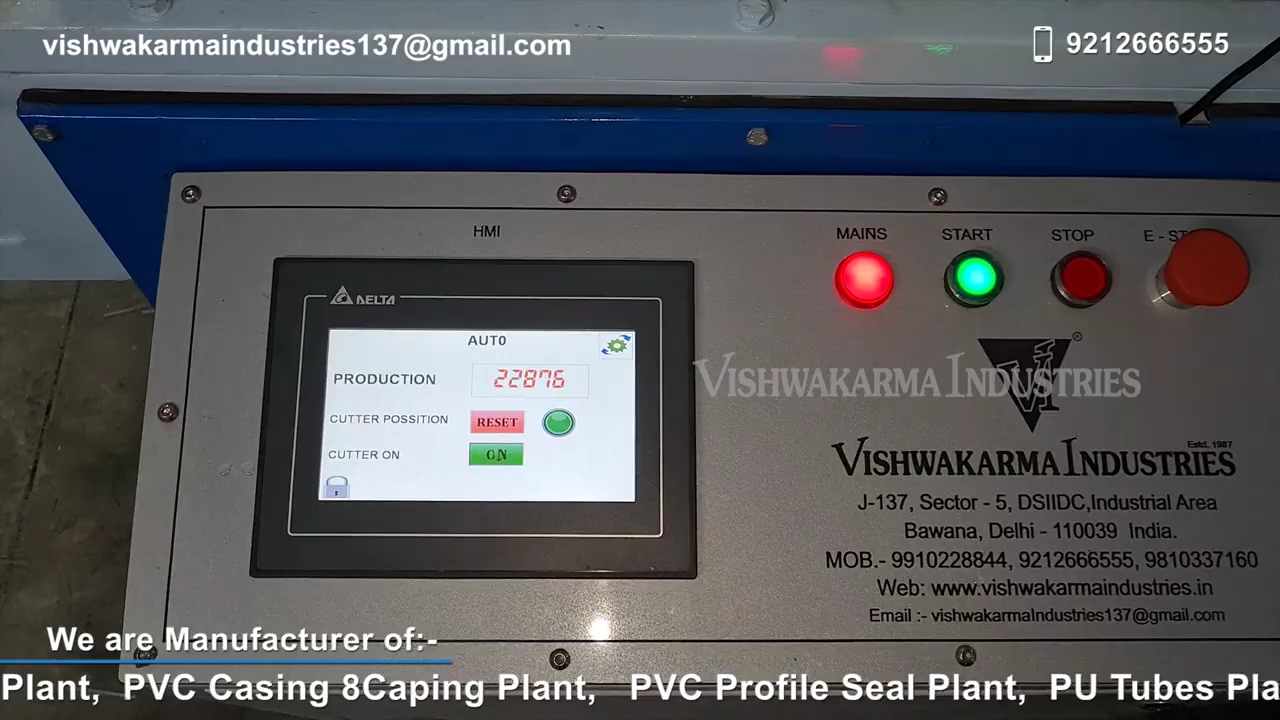 vishwakarmaindustries137@gmail.com
9212666555
HMI
MAINS
START
STOP
DELTA
AUTO
PRODUCTION
22876
CUTTER POSSITION
RESET
CUTTER ON
ON
VISHWAKARMA INDUSTRIES
®
VI
Estd. 1987
VISHWAKARMA INDUSTRIES
J-137, Sector - 5, DSIIDC,Industrial Area
Bawana, Delhi - 110039 India.
MOB.- 9910228844, 9212666555, 9810337160
Web: www.vishwakarmaindustries.in
Email :- vishwakarmaIndustries137@gmail.com
We are Manufacturer of:-
Plant, PVC Casing &Caping Plant, PVC Profile Seal Plant, PU Tubes Pla